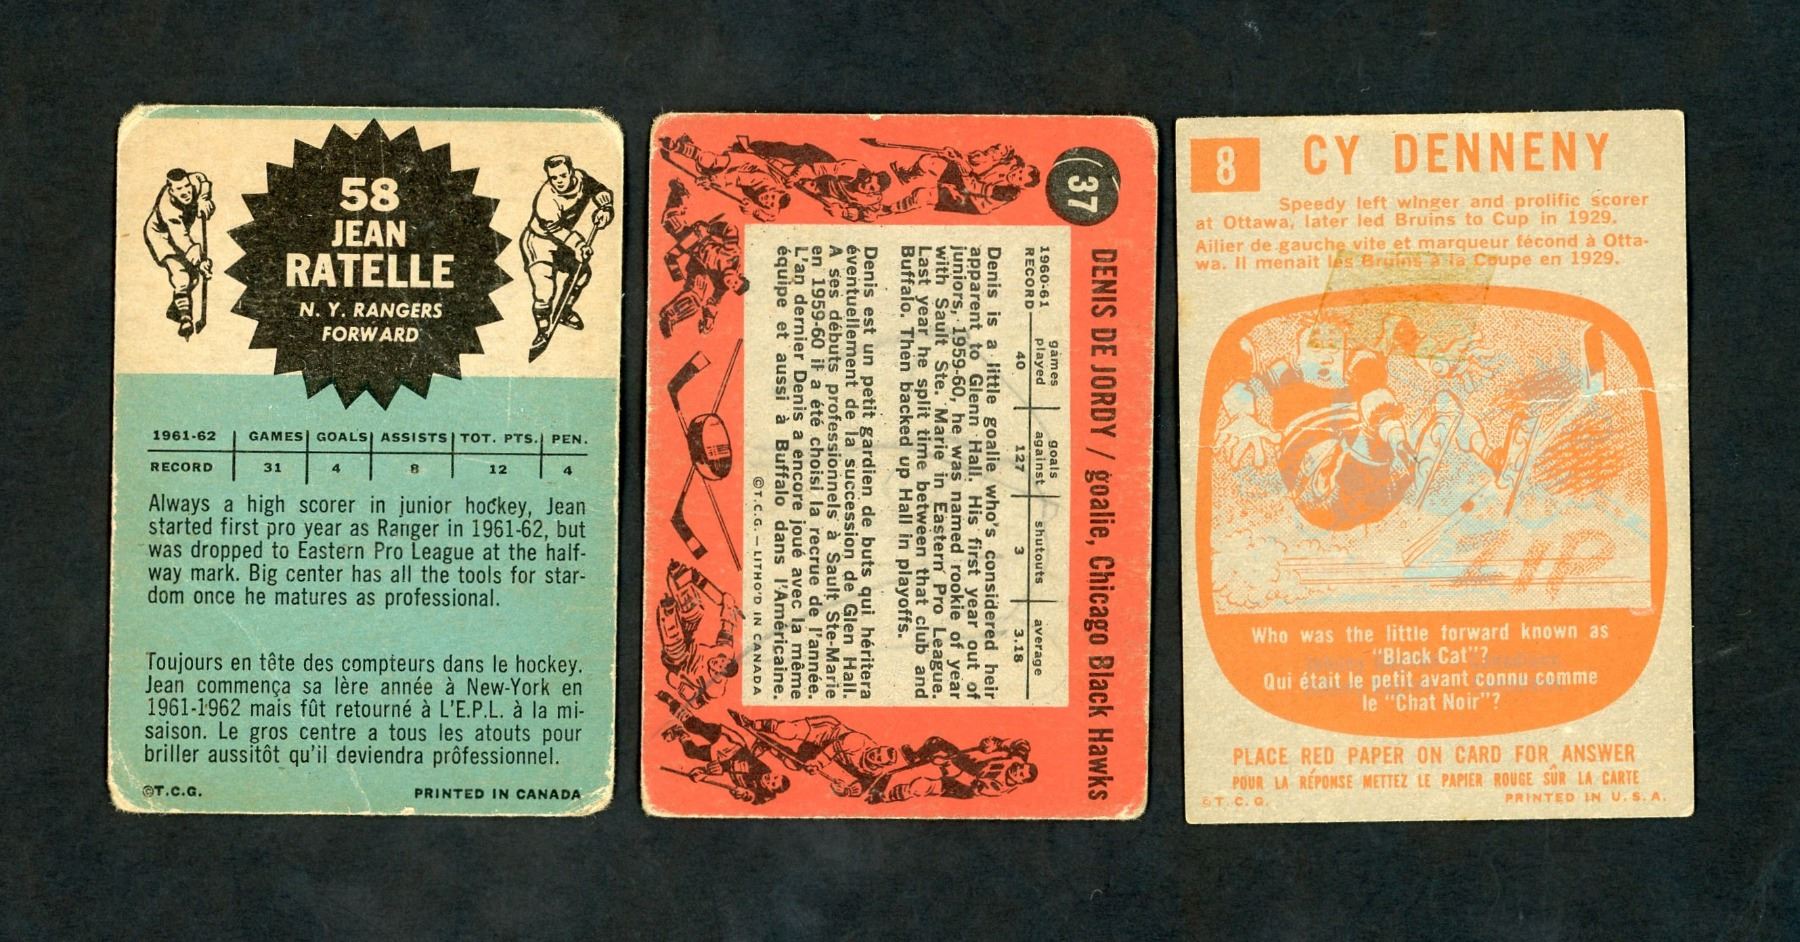 58
JEAN
RATELLE
N. Y. RANGERS
FORWARD
1961-62 GAMES GOALS ASSISTS TOT. PTS. PEN.
RECORD 31 4 8 12 4
Always a high scorer in junior hockey, Jean
started first pro year as Ranger in 1961-62, but
was dropped to Eastern Pro League at the half-
way mark. Big center has all the tools for star-
dom once he matures as professional.
Toujours en tête des compteurs dans le hockey.
Jean commença sa lère année à New-York en
1961-1962 mais fût retourné à L'E.P.L. à la mi-
saison. Le gros centre a tous les atouts pour
briller aussitôt qu'il deviendra prôfessionnel.
©T.C.G. PRINTED IN CANADA
37
DENIS DE JORDY / goalie, Chicago Black Hawks
1960-61 games goals
RECORD played against shutouts average
40 127 3 3.18
Denis is a little goalie who's considered heir
apparent to Glenn Hall. His first year out of
juniors, 1959-60, he was named rookie of year
with Sault Ste. Marie in Eastern Pro League.
Last year he split time between that club and
Buffalo. Then backed up Hall in playoffs.
Denis est un petit gardien de buts qui héritera
éventuellement de la succession de Glen Hall.
A ses débuts professionnels à Sault Ste-Marie
en 1959-60 il a été choisi la recrue de l'année.
L'an dernier Denis a encore joué avec la même
équipe et aussi à Buffalo dans l'Américaine.
©T.C.G.—LITHO'D IN CANADA
8
CY DENNENY
Speedy left winger and prolific scorer
at Ottawa, later led Bruins to Cup in 1929.
Ailier de gauche vite et marqueur fécond à Otta-
wa. Il menait les Bruins à la Coupe en 1929.
ZIP
Who was the little forward known as
"Black Cat"?
Qui était le petit avant connu comme
le "Chat Noir"?
PLACE RED PAPER ON CARD FOR ANSWER
POUR LA RÉPONSE METTEZ LE PAPIER ROUGE SÛR LA CARTE
©T.C.G. PRINTED IN U.S.A.